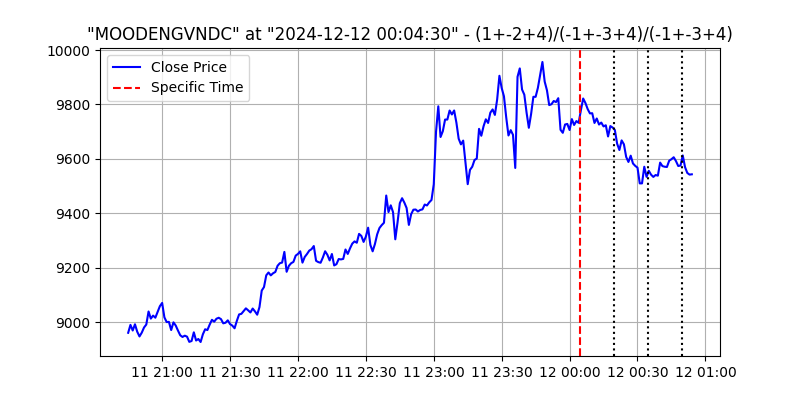 "MOODENGVNDC" at "2024-12-12 00:04:30" - (1+-2+4)/(-1+-3+4)/(-1+-3+4)
Close Price
Specific Time
10000
9800
9600
9400
9200
9000
11 21:00 11 21:30 11 22:00 11 22:30 11 23:00 11 23:30 12 00:00 12 00:30 12 01:00